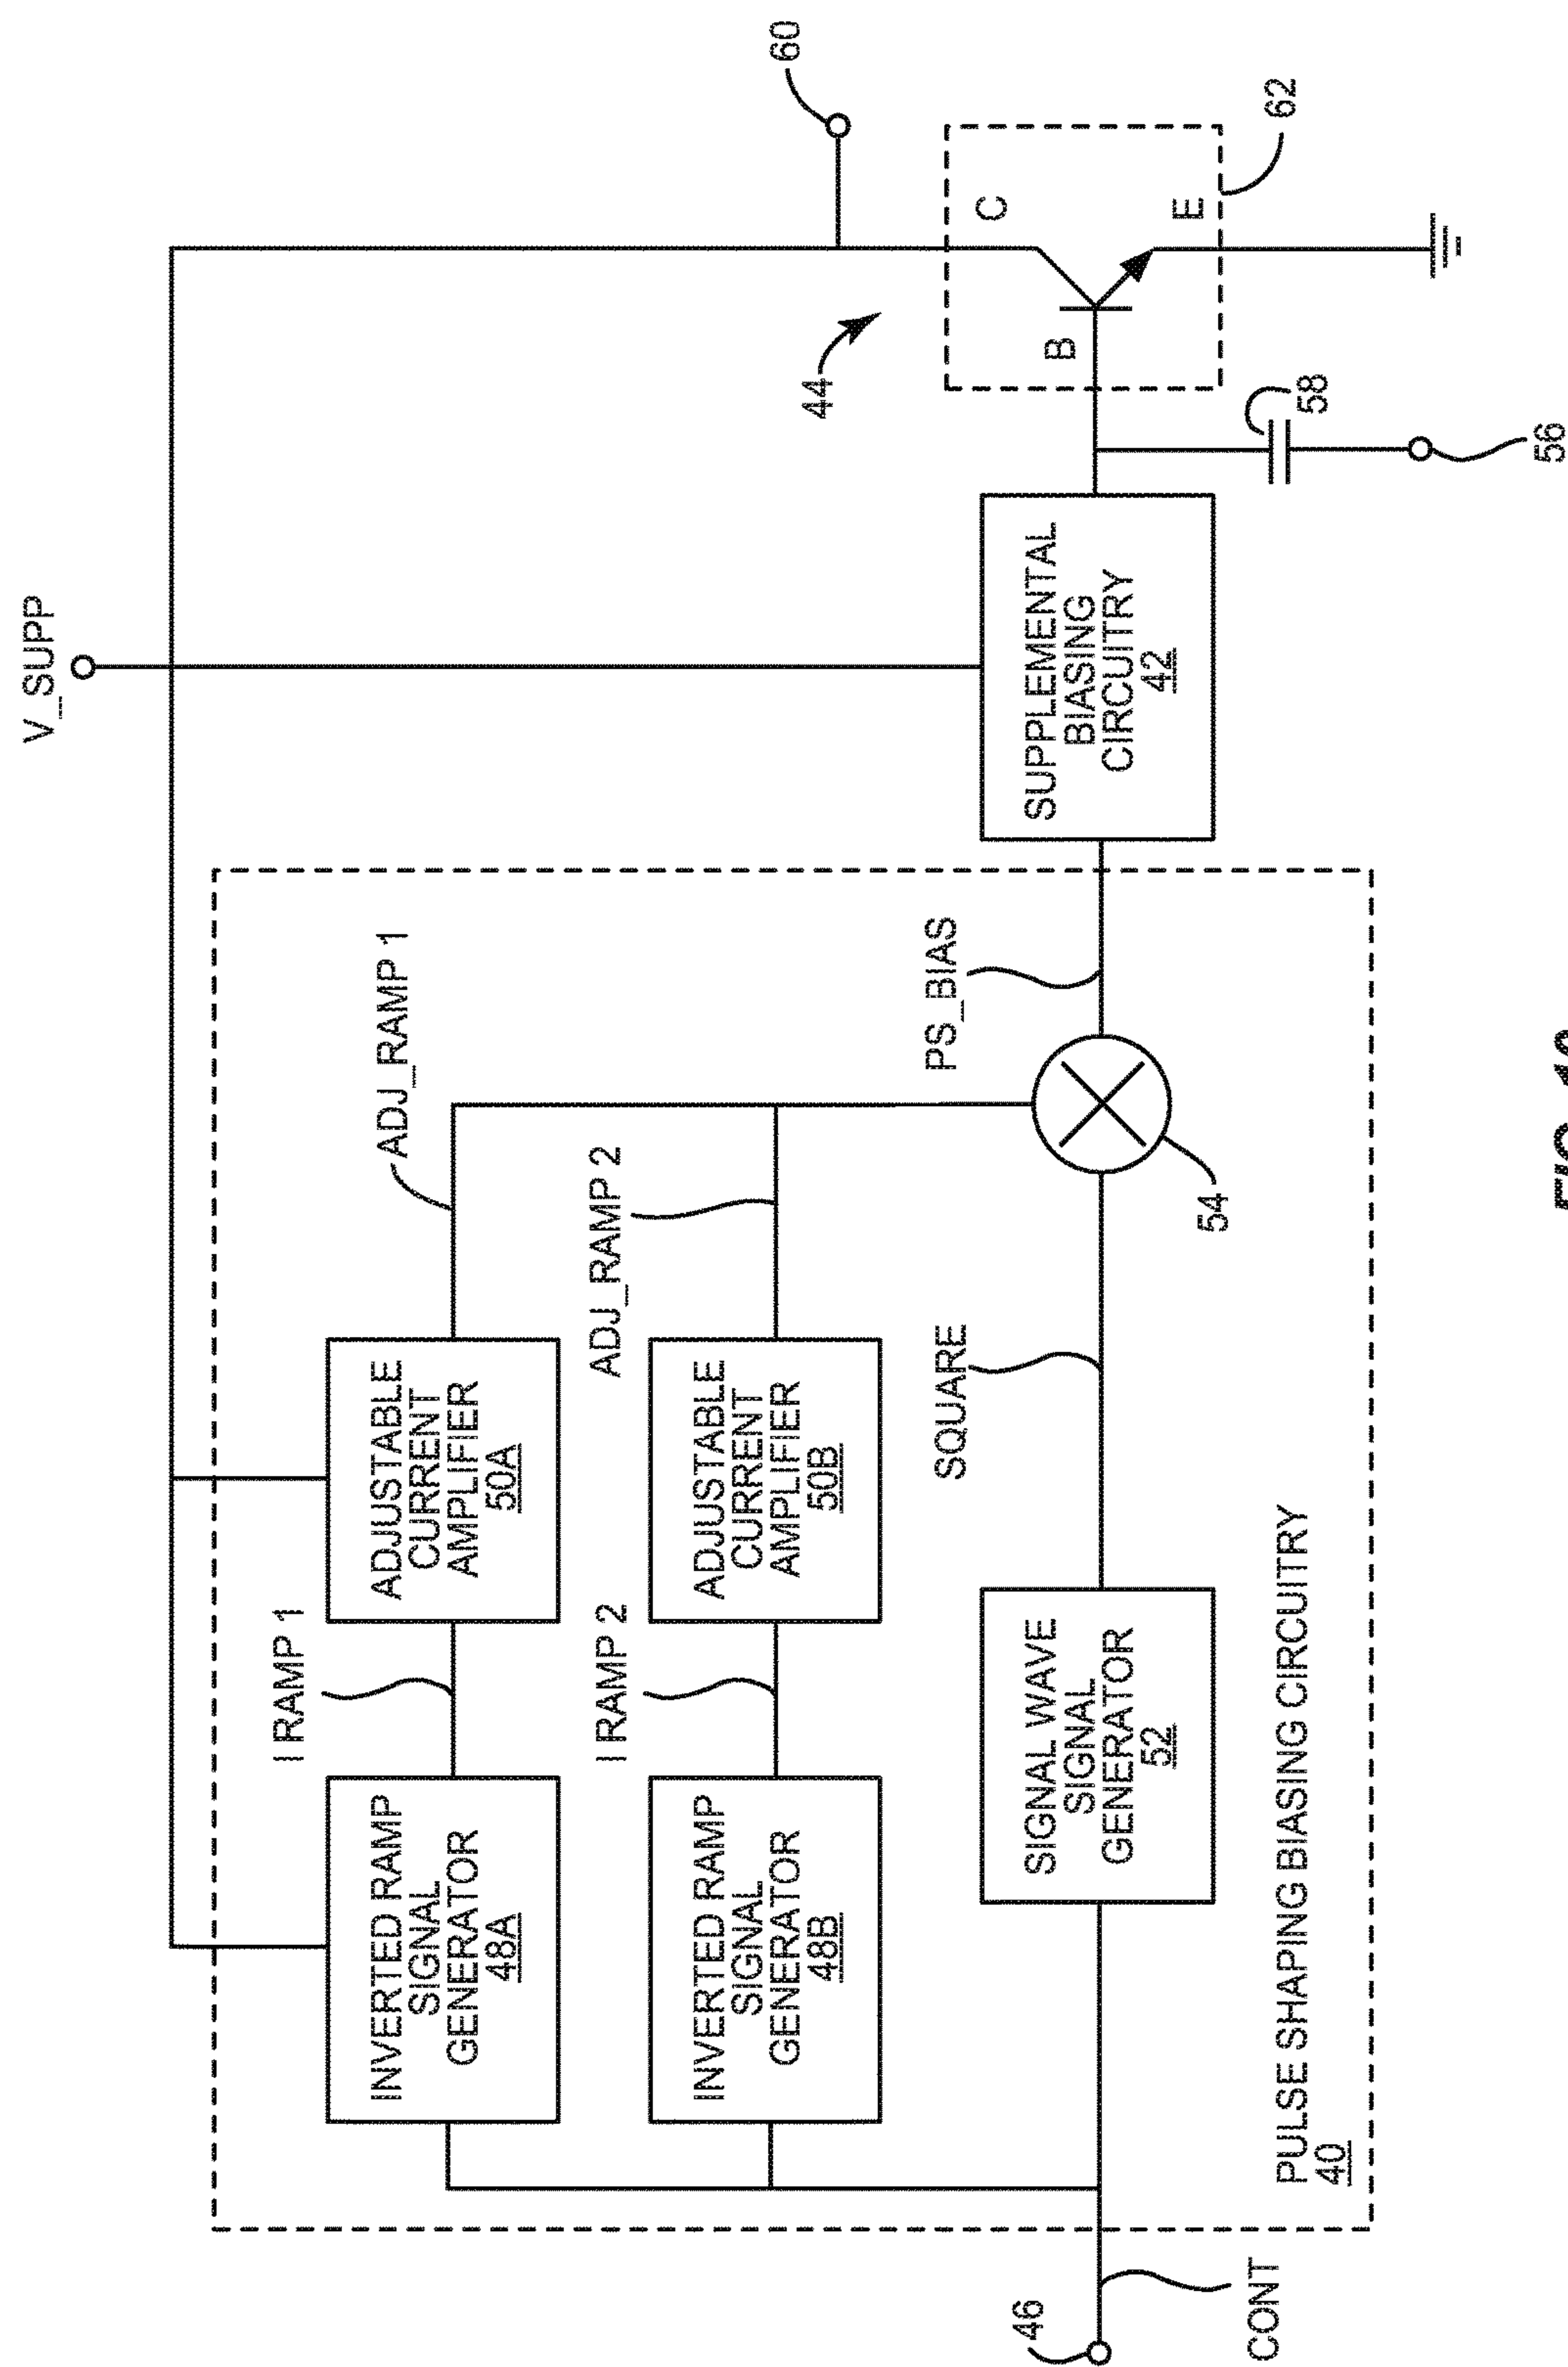 V_SUPP
I RAMP 1
ADJ_RAMP 1
INVERTED RAMP
SIGNAL
GENERATOR
48A
ADJUSTABLE
CURRENT
AMPLIFIER
50A
I RAMP 2
ADJ_RAMP 2
INVERTED RAMP
SIGNAL
GENERATOR
48B
ADJUSTABLE
CURRENT
AMPLIFIER
50B
60
44
SQUARE
PS_BIAS
46
CONT
SIGNAL WAVE
SIGNAL
GENERATOR
52
54
SUPPLEMENTAL
BIASING
CIRCUITRY
42
B
C
E
62
58
56
PULSE SHAPING BIASING CIRCUITRY
40
FIG.